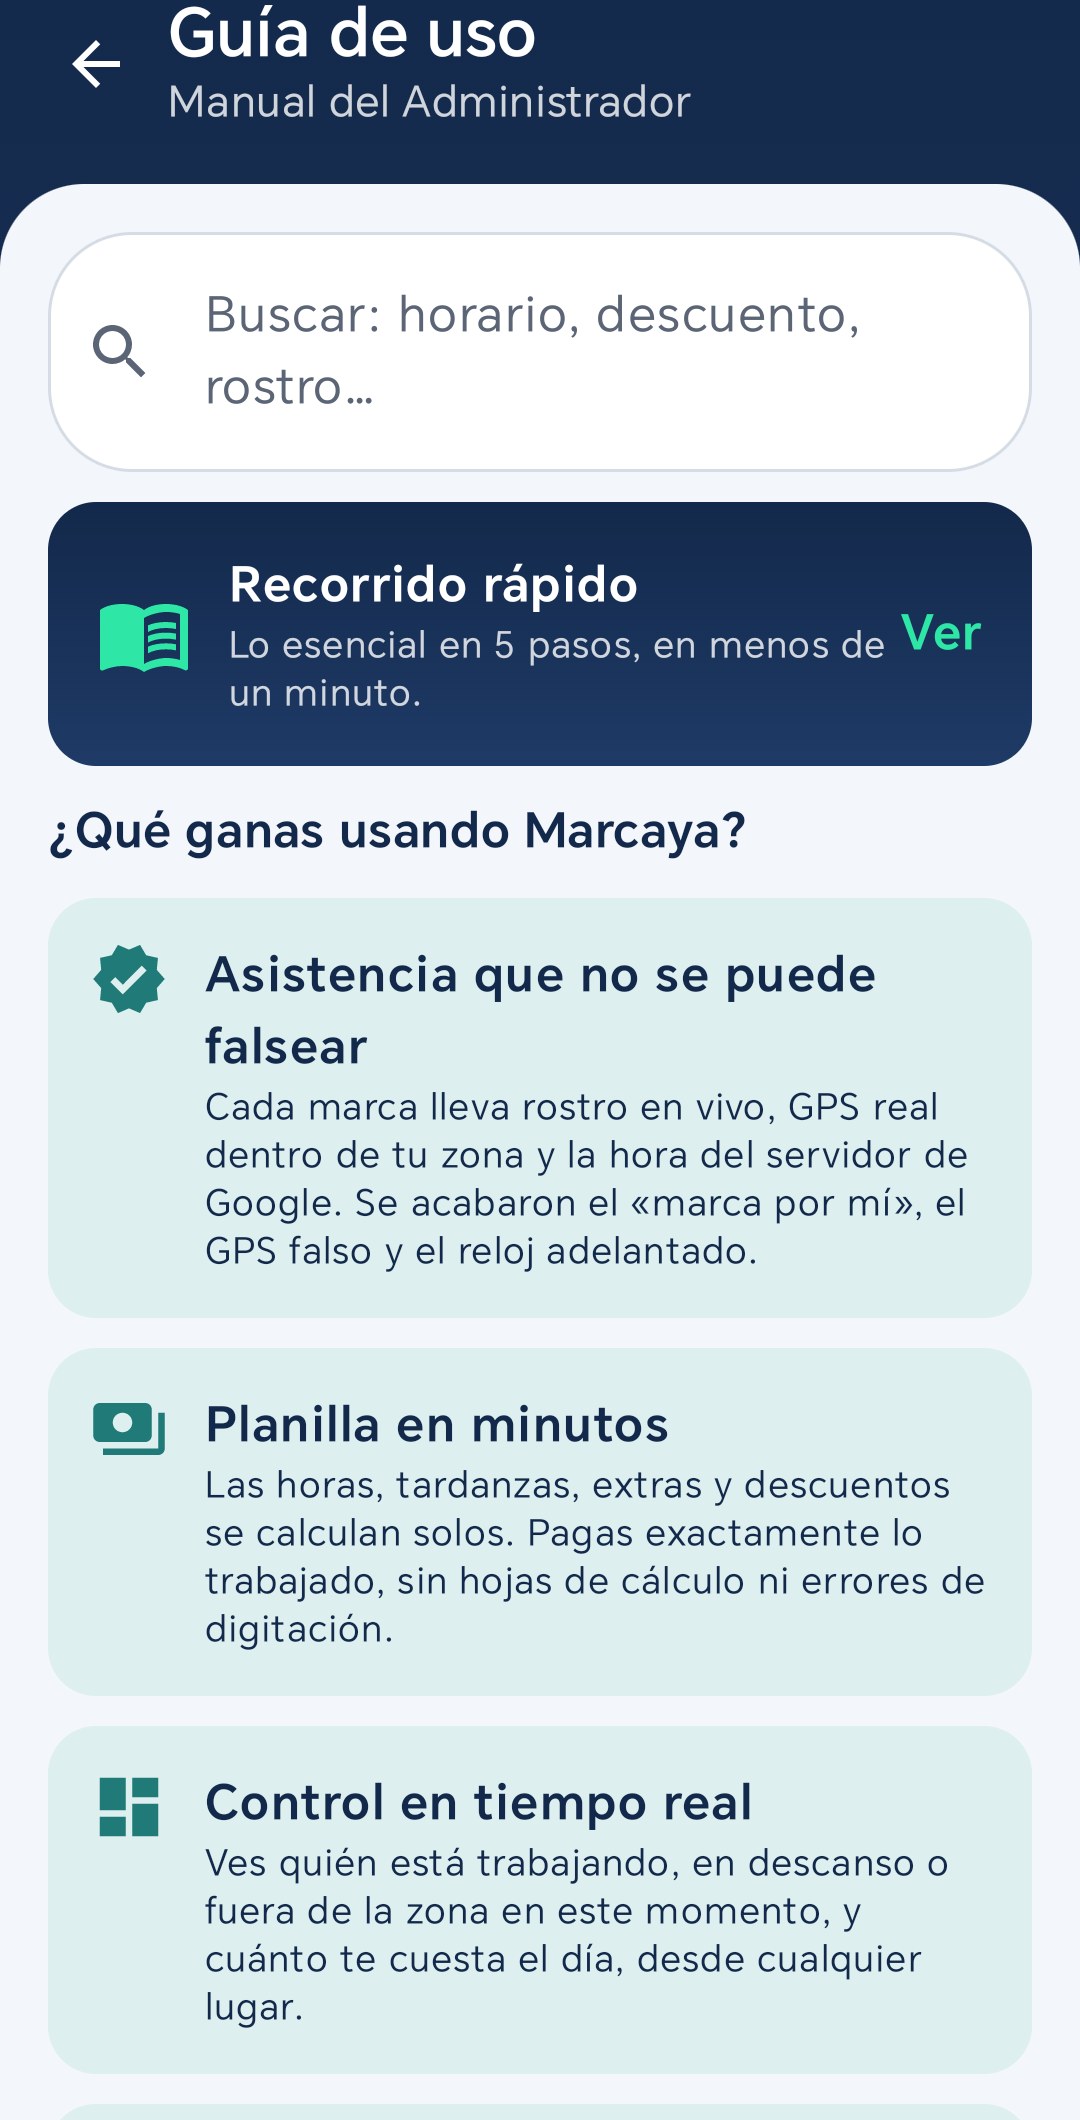 Guía de uso
Manual del Administrador
Buscar: horario, descuento,
rostro...
Recorrido rápido
Lo esencial en 5 pasos, en menos de
un minuto.
Ver
¿Qué ganas usando Marcaya?
Asistencia que no se puede
falsear
Cada marca lleva rostro en vivo, GPS real
dentro de tu zona y la hora del servidor de
Google. Se acabaron el «marca por mí», el
GPS falso y el reloj adelantado.
Planilla en minutos
Las horas, tardanzas, extras y descuentos
se calculan solos. Pagas exactamente lo
trabajado, sin hojas de cálculo ni errores de
digitación.
Control en tiempo real
Ves quién está trabajando, en descanso o
fuera de la zona en este momento, y
cuánto te cuesta el día, desde cualquier
lugar.